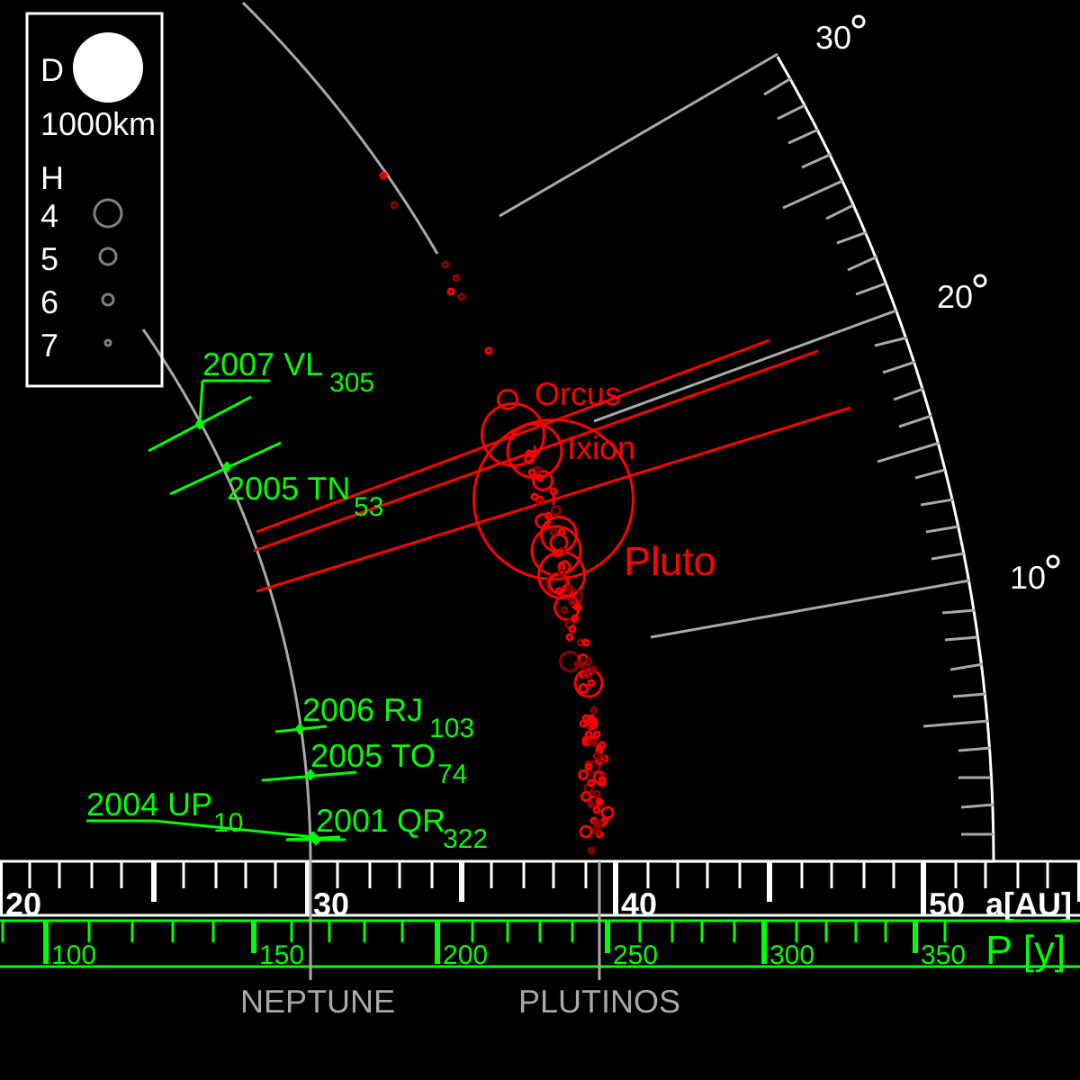 D
1000km
H
4
5
6
7
30°
20°
10°
2007 VL 305
2005 TN 53
Orcus
Ixion
Pluto
2006 RJ 103
2005 TO 74
2004 UP 10
2001 QR 322
20 30 40 50 a[AU]
100 150 200 250 300 350 P [y]
NEPTUNE PLUTINOS